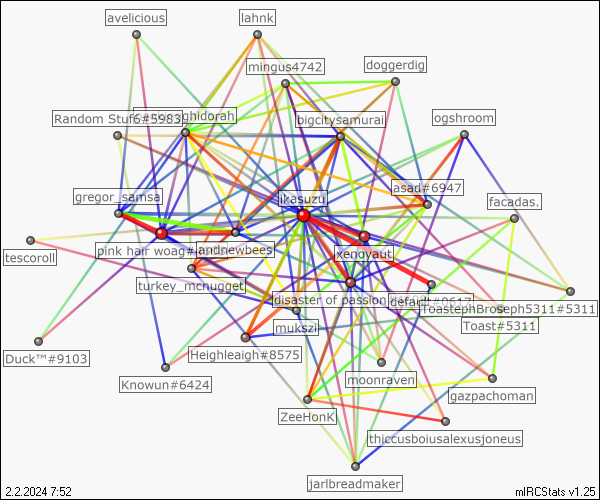 avelicious
lahnk
mingus4742
doggerdig
Random Stuff#5983
ghidorah
bigcitysamurai
ogshroom
asad#6947
gregor_samsa
ikasuzu
facadas.
pink hair woag
andnewbees
xenoyaut
tescoroll
turkey_mcnugget
disaster of passion
default#0617
ToastephBroseph5311#5311
mukszi
Toast#5311
Duck™#9103
Heighleaigh#8575
Knowun#6424
moonraven
gazpachoman
ZeeHonK
thiccusboiusalexusjoneus
jarlbreadmaker
2.2.2024 7:52
mIRCStats v1.25